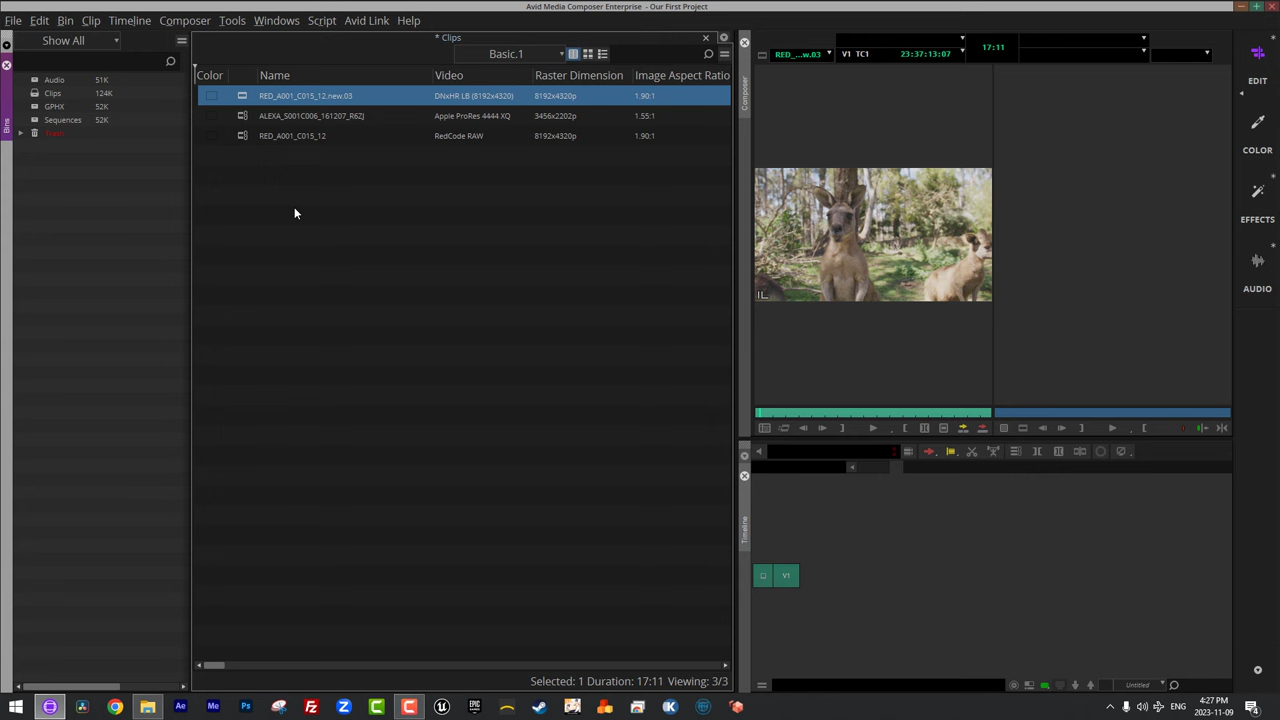 Avid Media Composer Enterprise - Our First Project
File Edit Bin Clip Timeline Composer Tools Windows Script Avid Link Help
Show All
* Clips
Basic.1
Color Name Video Raster Dimension Image Aspect Ratio
RED_A001_C015_12.new.03 DNxHR LB (8192x4320) 8192x4320p 1.90:1
ALEXA_S001C006_161207_R6ZJ Apple ProRes 4444 XQ 3456x2202p 1.55:1
RED_A001_C015_12 RedCode RAW 8192x4320p 1.90:1
Audio 51K
Clips 124K
GPHX 52K
Sequences 52K
Trash
Bins
Selected: 1 Duration: 17:11 Viewing: 3/3
Composer
RED_...w.03 V1 TC1 23:37:13:07 17:11
EDIT
COLOR
EFFECTS
AUDIO
Timeline
V1
Untitled
4:27 PM
2023-11-09